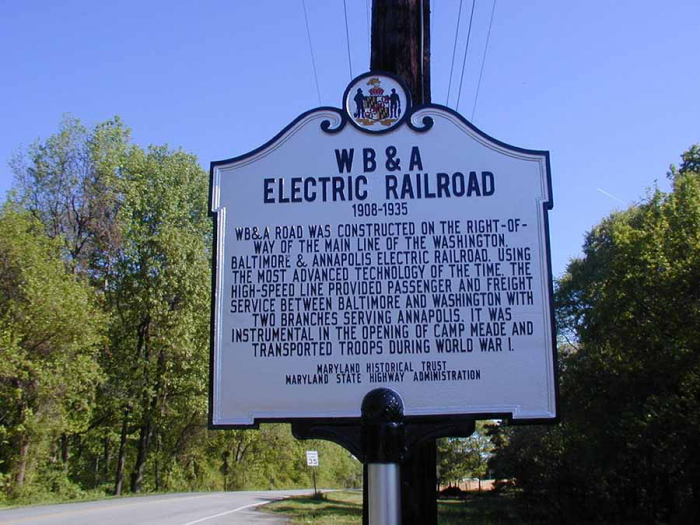 WB&A
ELECTRIC RAILROAD
1908-1935
WB&A ROAD WAS CONSTRUCTED ON THE RIGHT-OF-
WAY OF THE MAIN LINE OF THE WASHINGTON,
BALTIMORE & ANNAPOLIS ELECTRIC RAILROAD. USING
THE MOST ADVANCED TECHNOLOGY OF THE TIME, THE
HIGH-SPEED LINE PROVIDED PASSENGER AND FREIGHT
SERVICE BETWEEN BALTIMORE AND WASHINGTON WITH
TWO BRANCHES SERVING ANNAPOLIS. IT WAS
INSTRUMENTAL IN THE OPENING OF CAMP MEADE AND
TRANSPORTED TROOPS DURING WORLD WAR I.
MARYLAND HISTORICAL TRUST
MARYLAND STATE HIGHWAY ADMINISTRATION
SPEED
LIMIT
35